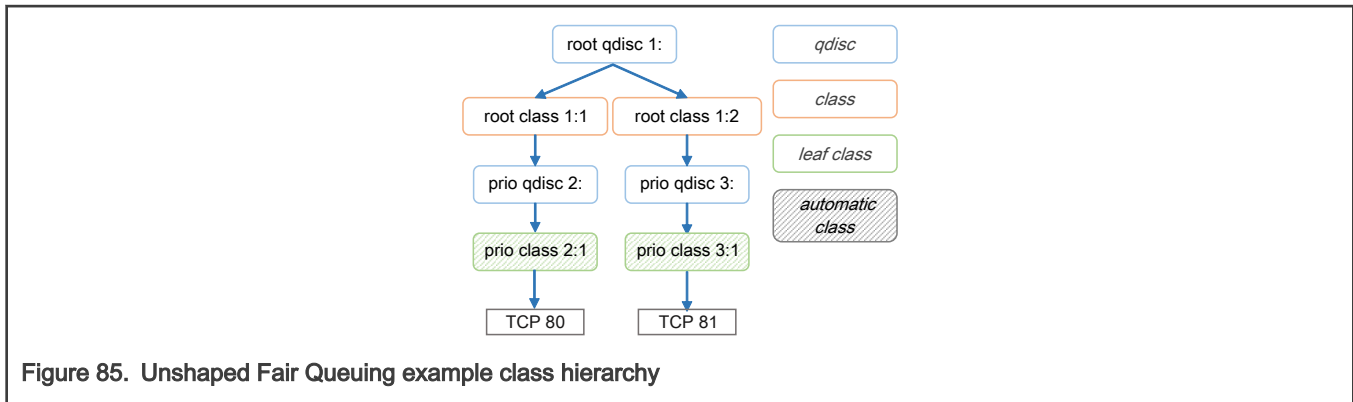 root qdisc 1:
qdisc
root class 1:1
root class 1:2
class
leaf class
prio qdisc 2:
prio qdisc 3:
automatic
class
prio class 2:1
prio class 3:1
TCP 80
TCP 81
Figure 85. Unshaped Fair Queuing example class hierarchy